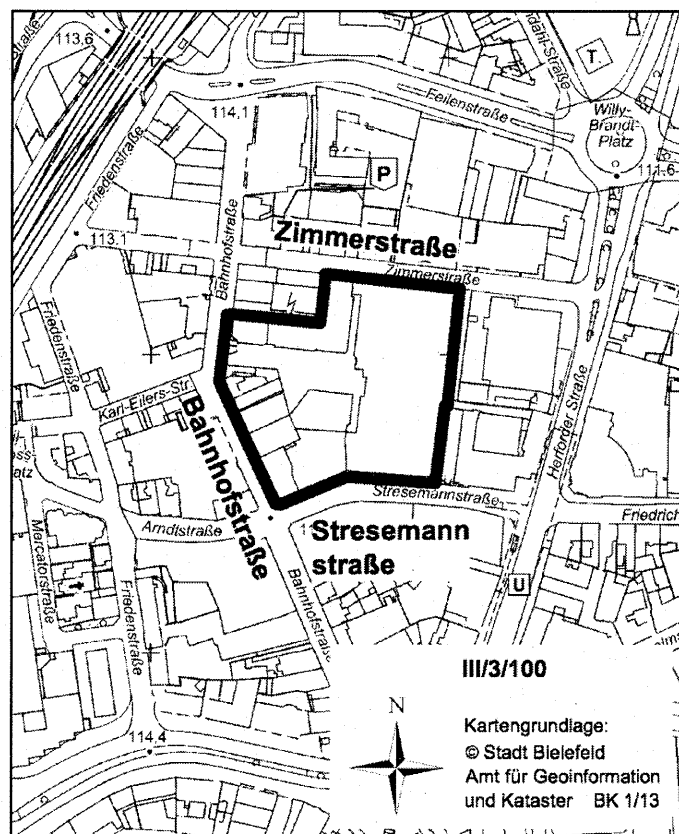 113,6
T
Feilenstraße
Willy-
Brandt-
Platz
114,1
111,6
P
Friedenstraße
Bahnhofstraße
Zimmerstraße
113,1
Zimmerstraße
Friedenstraße
Karl-Eilers-Str
Herforder Straße
Bahnhofstraße
Stresemannstraße
Arndtstraße
Stresemann
straße
Friedrich
Mercatorstraße
Friedenstraße
Bahnhofstraße
U
III/3/100
N
Kartengrundlage:
© Stadt Bielefeld
Amt für Geoinformation
und Kataster BK 1/13
114,4